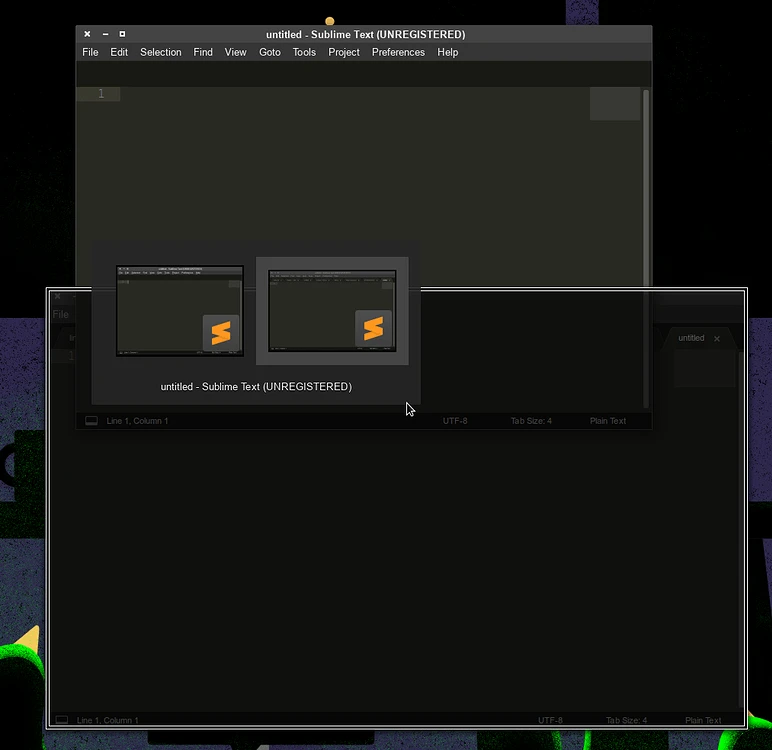 untitled - Sublime Text (UNREGISTERED)
File Edit Selection Find View Goto Tools Project Preferences Help
1
File
untitled
1
untitled - Sublime Text (UNREGISTERED)
Line 1, Column 1 UTF-8 Tab Size: 4 Plain Text
Line 1, Column 1 UTF-8 Tab Size: 4 Plain Text